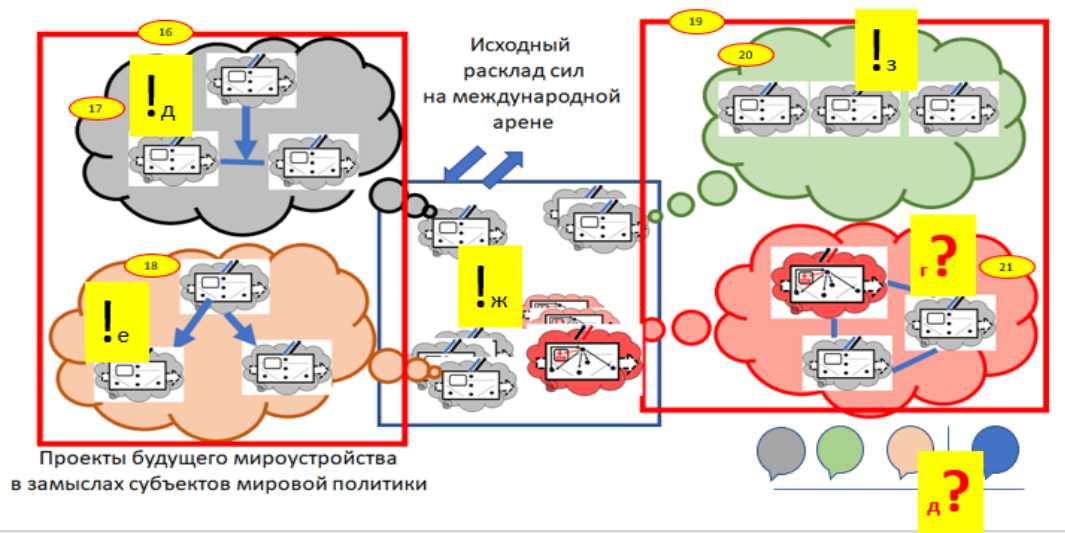 16
19
Исходный
расклад сил
на международной
арене
!з
20
!д
17
18
г?
21
!ж
!е
Проекты будущего мироустройства
в замыслах субъектов мировой политики
д?